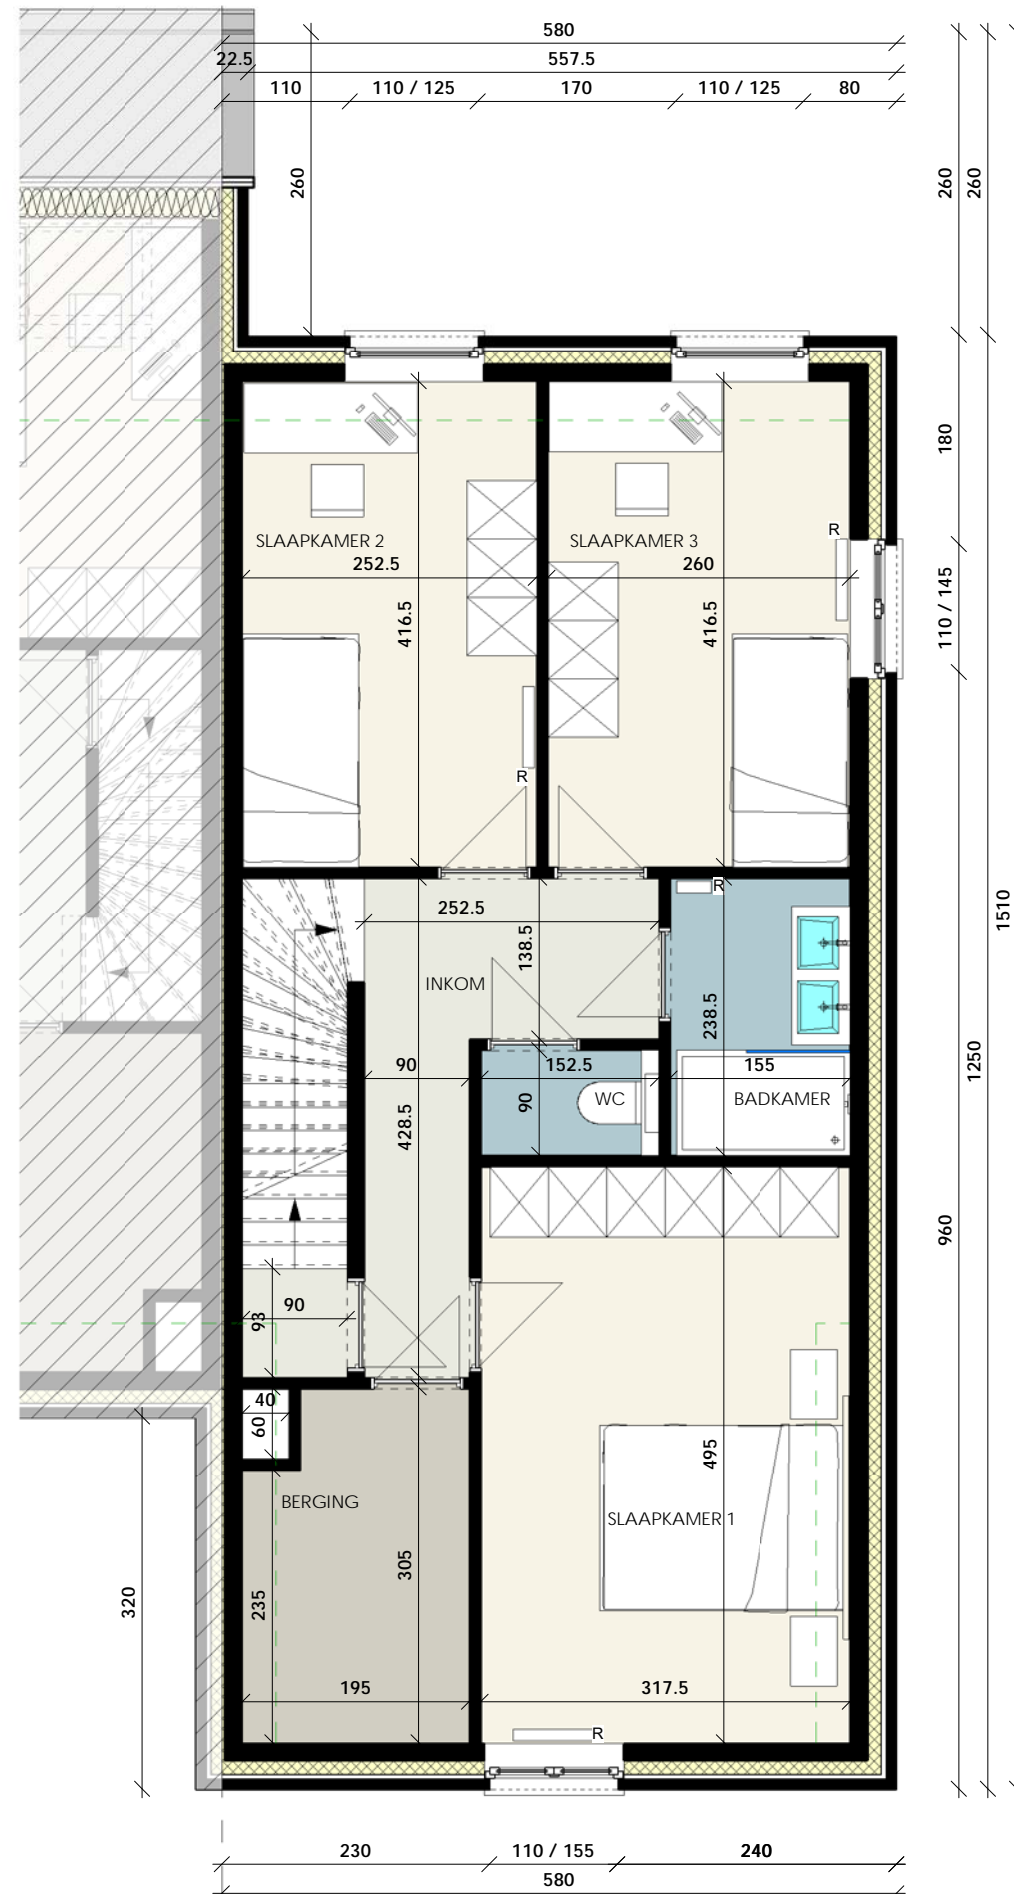 580
22.5 557.5
110 110 / 125 170 110 / 125 80
260 260 260
180
R
SLAAPKAMER 2 SLAAPKAMER 3
252.5 260
416.5 416.5 110 / 145
R
R
252.5
138.5
1510
INKOM
238.5
90 152.5 155
1250
90 WC BADKAMER
428.5
960
90
93
40
60
495
BERGING
SLAAPKAMER 1
305
320 235
195 317.5
R
230 110 / 155 240
580